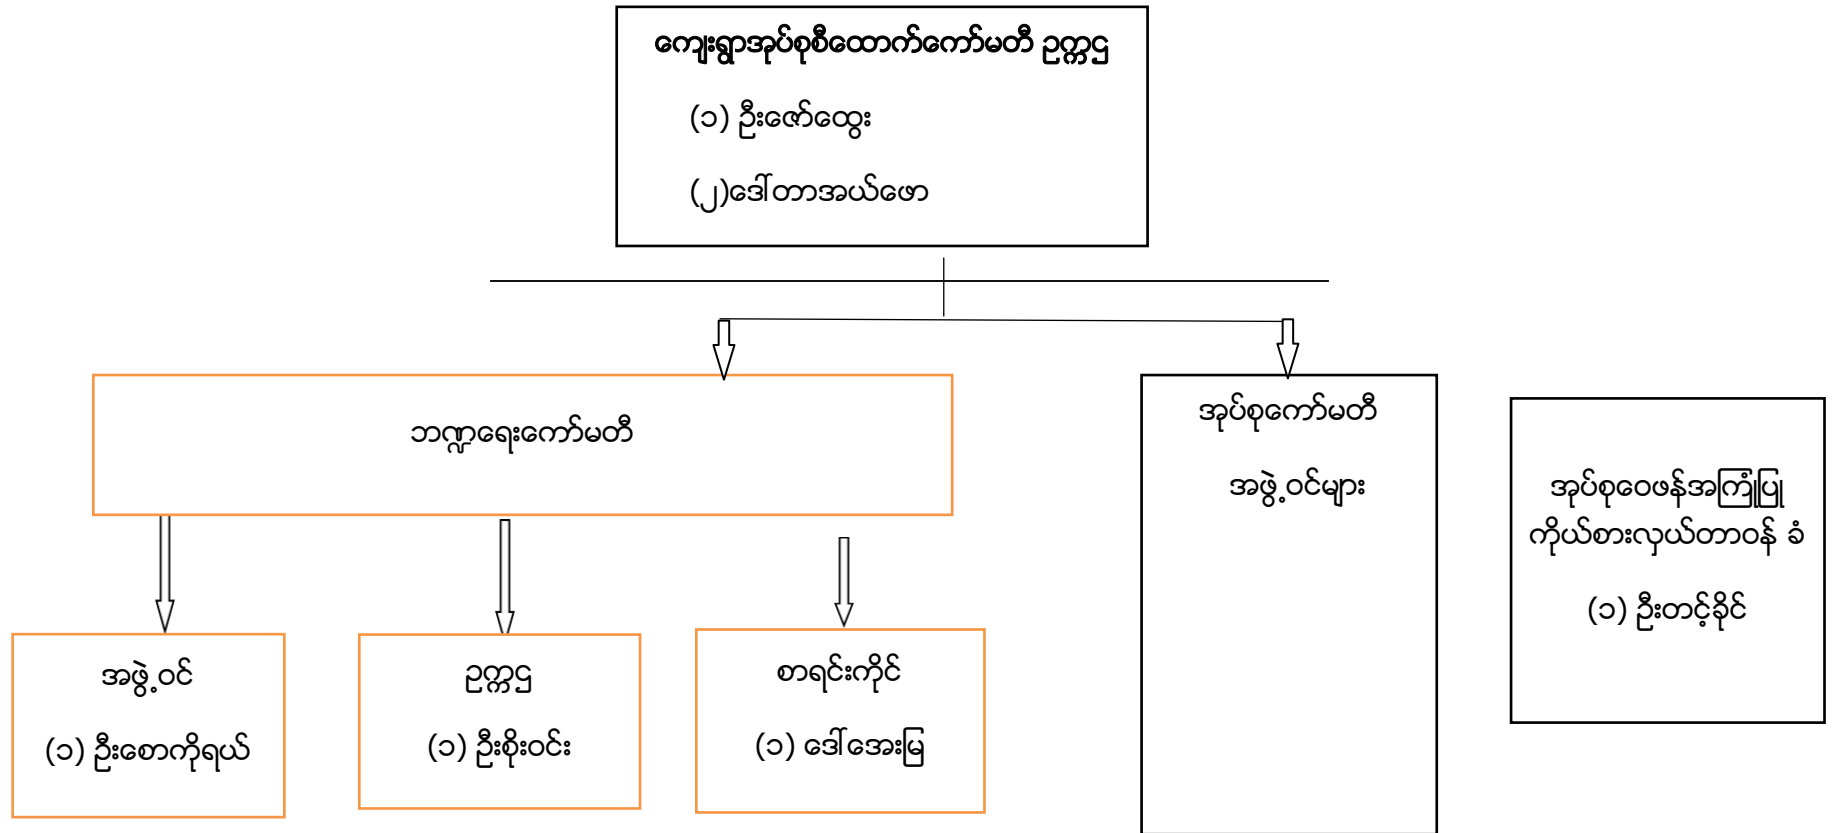 ကျေးရွာအုပ်စုစီထောက်ကော်မတီ ဥက္ကဌ
(၁) ဦးဇော်ထွေး
(၂)ဒေါ်တာအယ်ဖော
ဘဏ္ဍရေးကော်မတီ
အုပ်စုကော်မတီ
အဖွဲ့ဝင်များ
အုပ်စုဝေဖန်အကြံပြု
ကိုယ်စားလှယ်တာဝန် ခံ
(၁) ဦးတင့်ခိုင်
အဖွဲ့ဝင်
(၁) ဦးစောကိုရယ်
ဥက္ကဌ
(၁) ဦးစိုးဝင်း
စာရင်းကိုင်
(၁) ဒေါ်အေးမြ